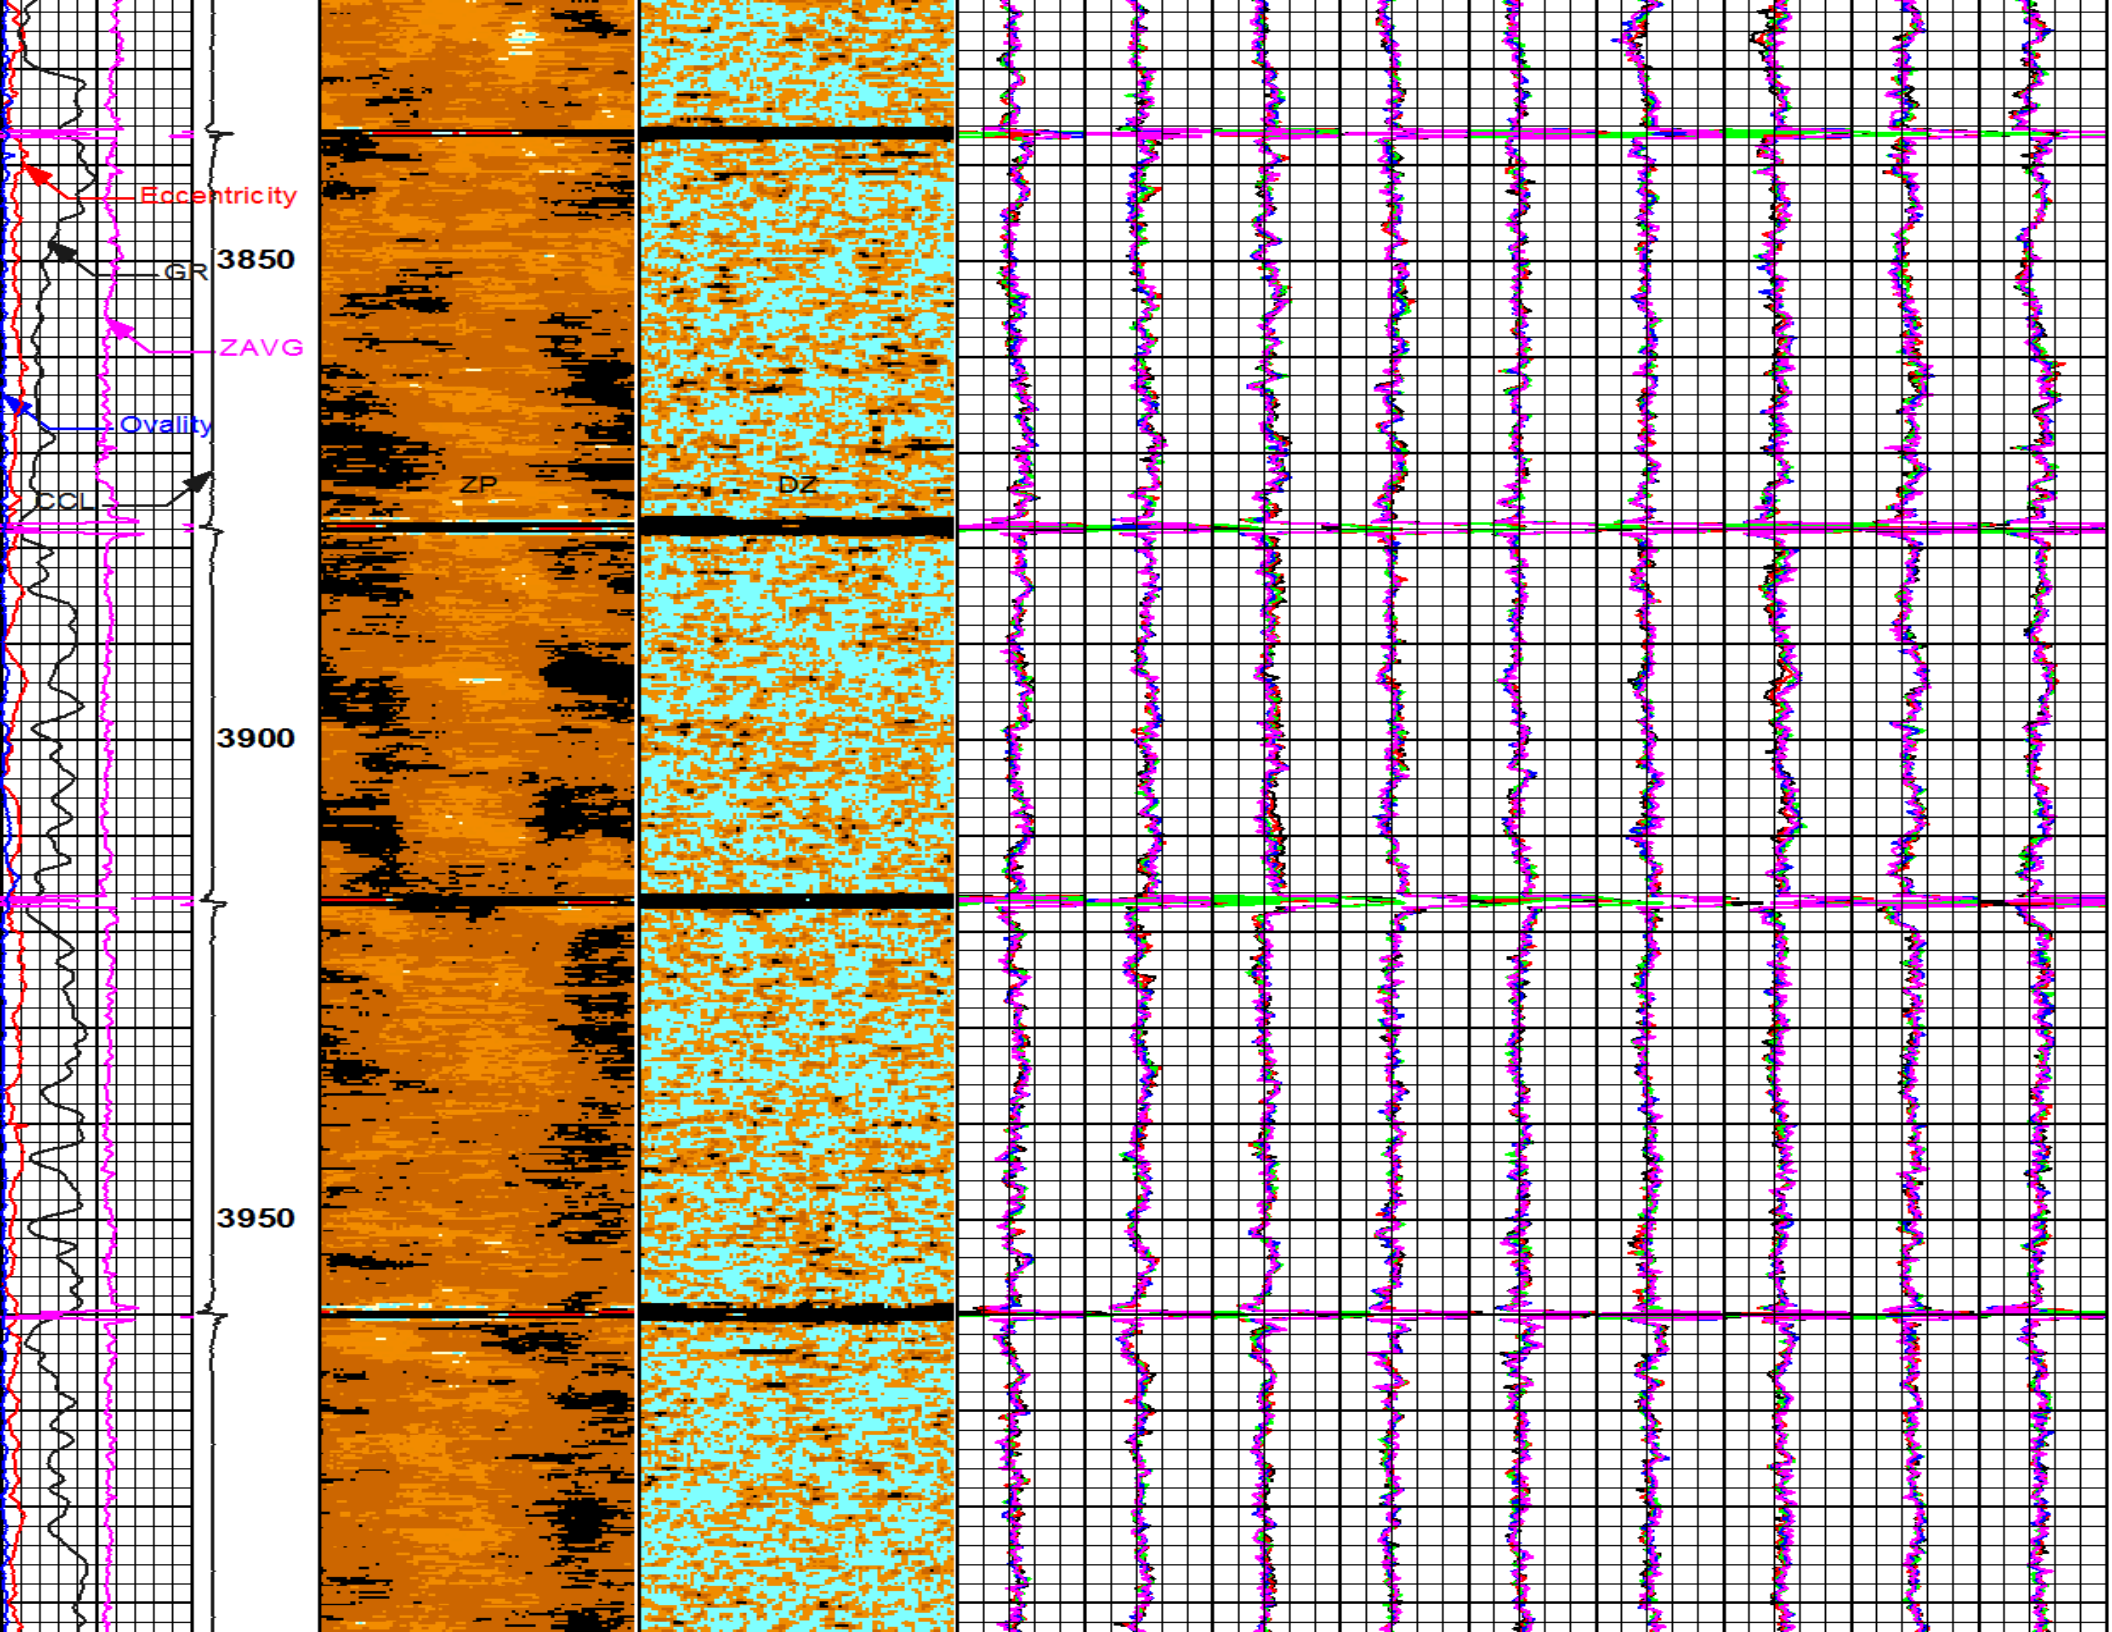 Eccentricity
3850
GR
ZAVG
Ovality
ZP
DZ
CCL
3900
3950